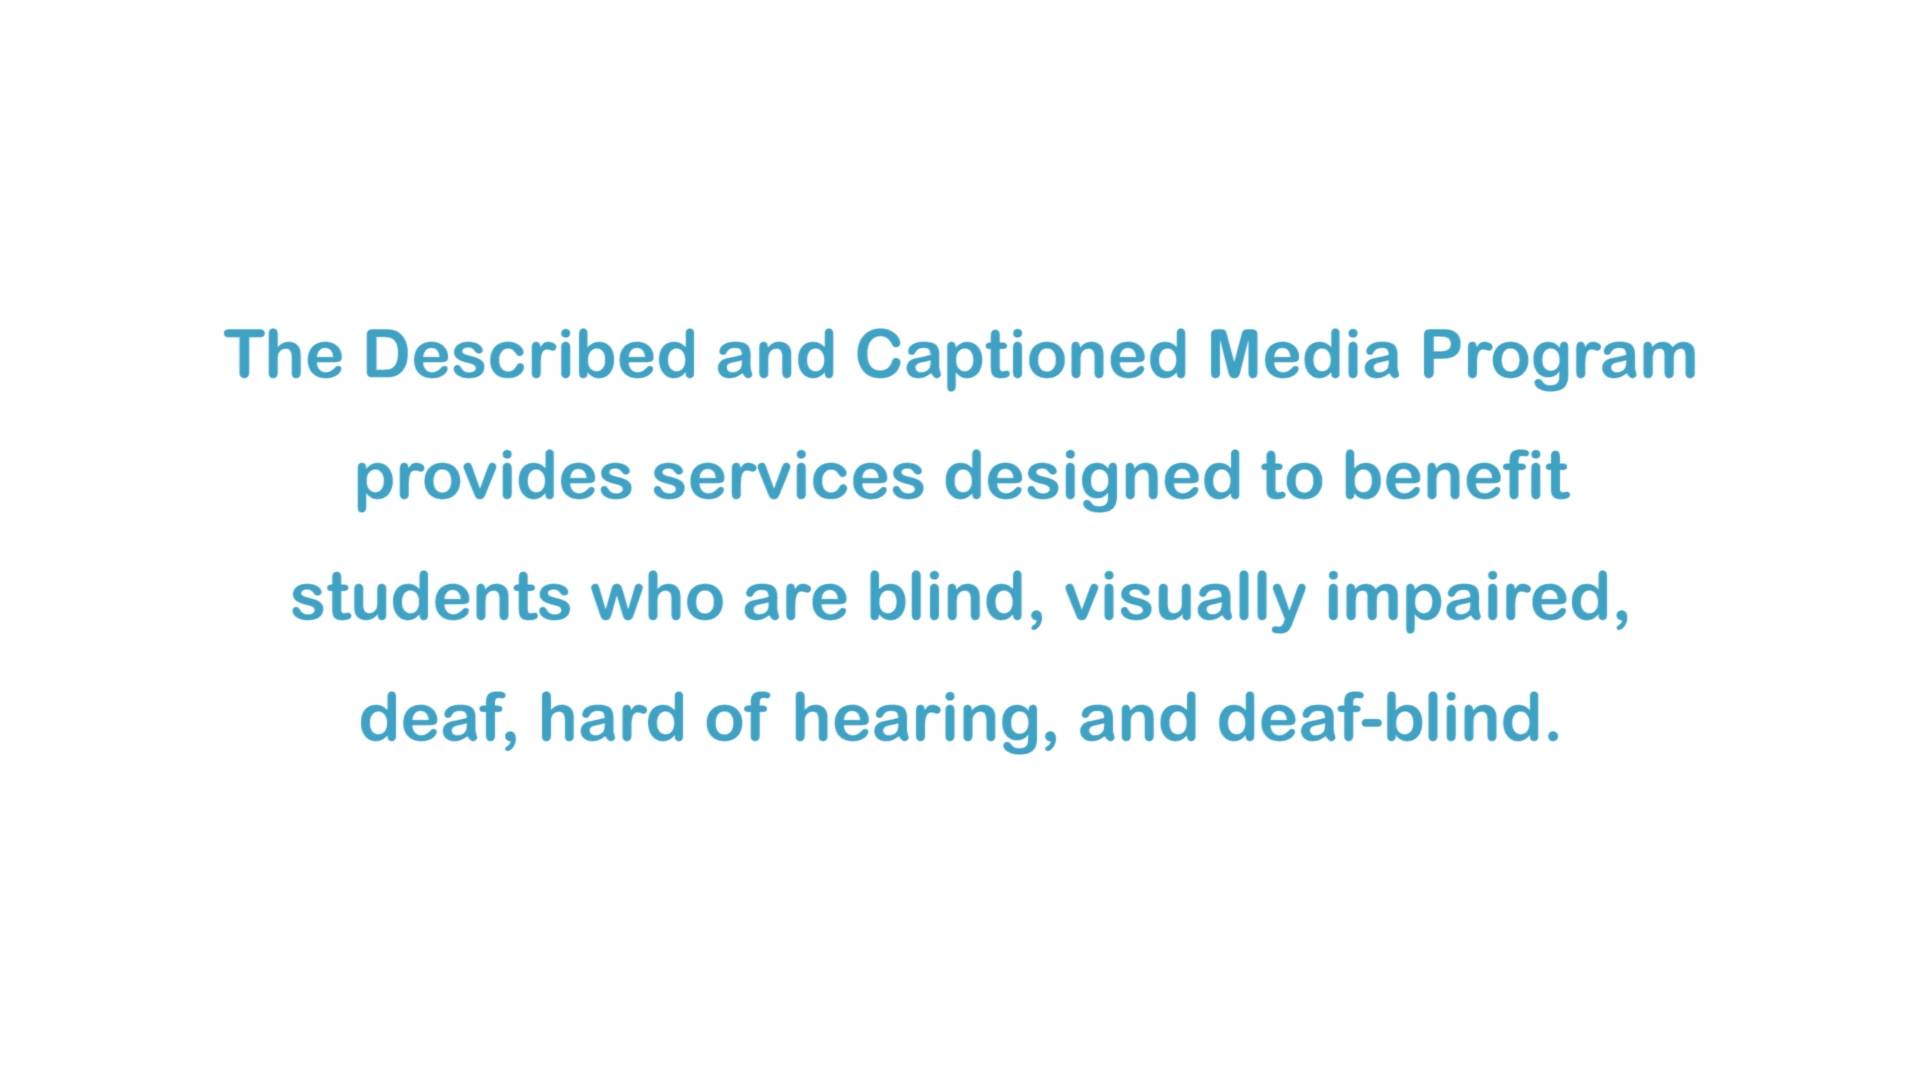 The Described and Captioned Media Program
provides services designed to benefit
students who are blind, visually impaired,
deaf, hard of hearing, and deaf-blind.